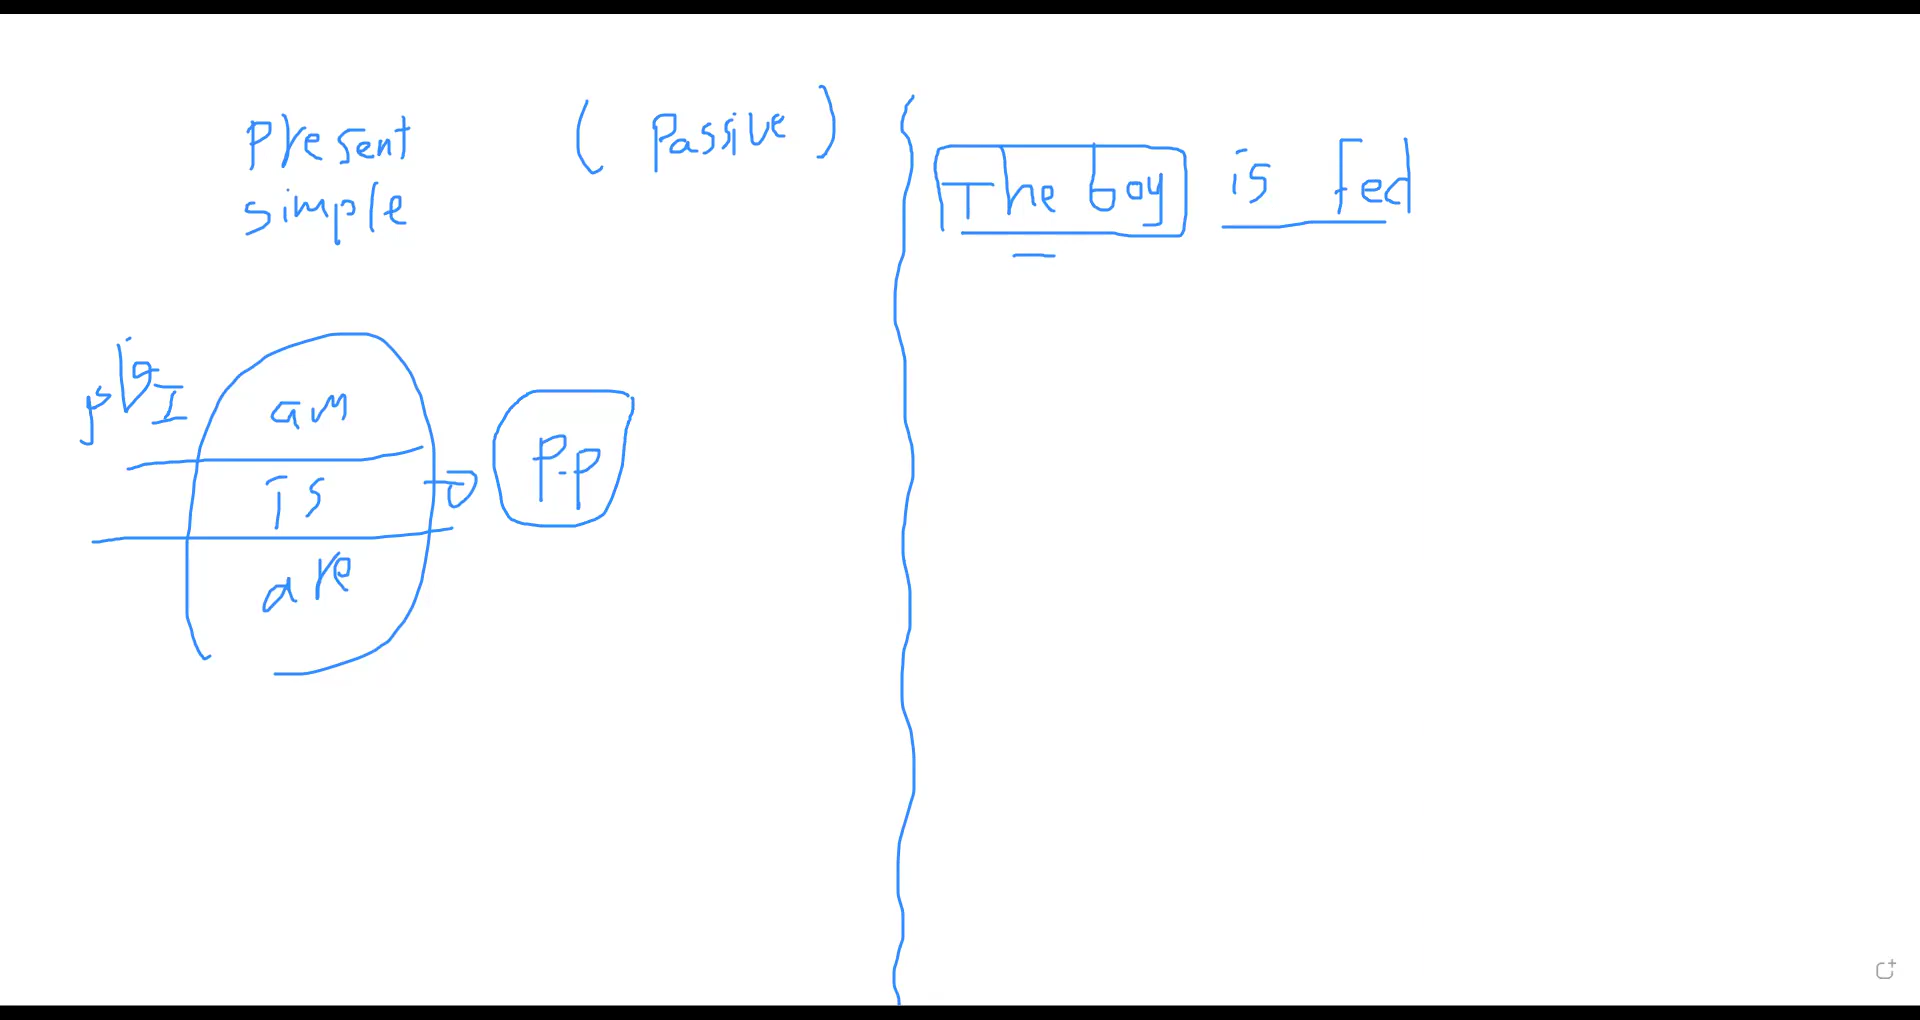 Present (Passive)
simple
I am
is
are
P.P
The boy is Fed